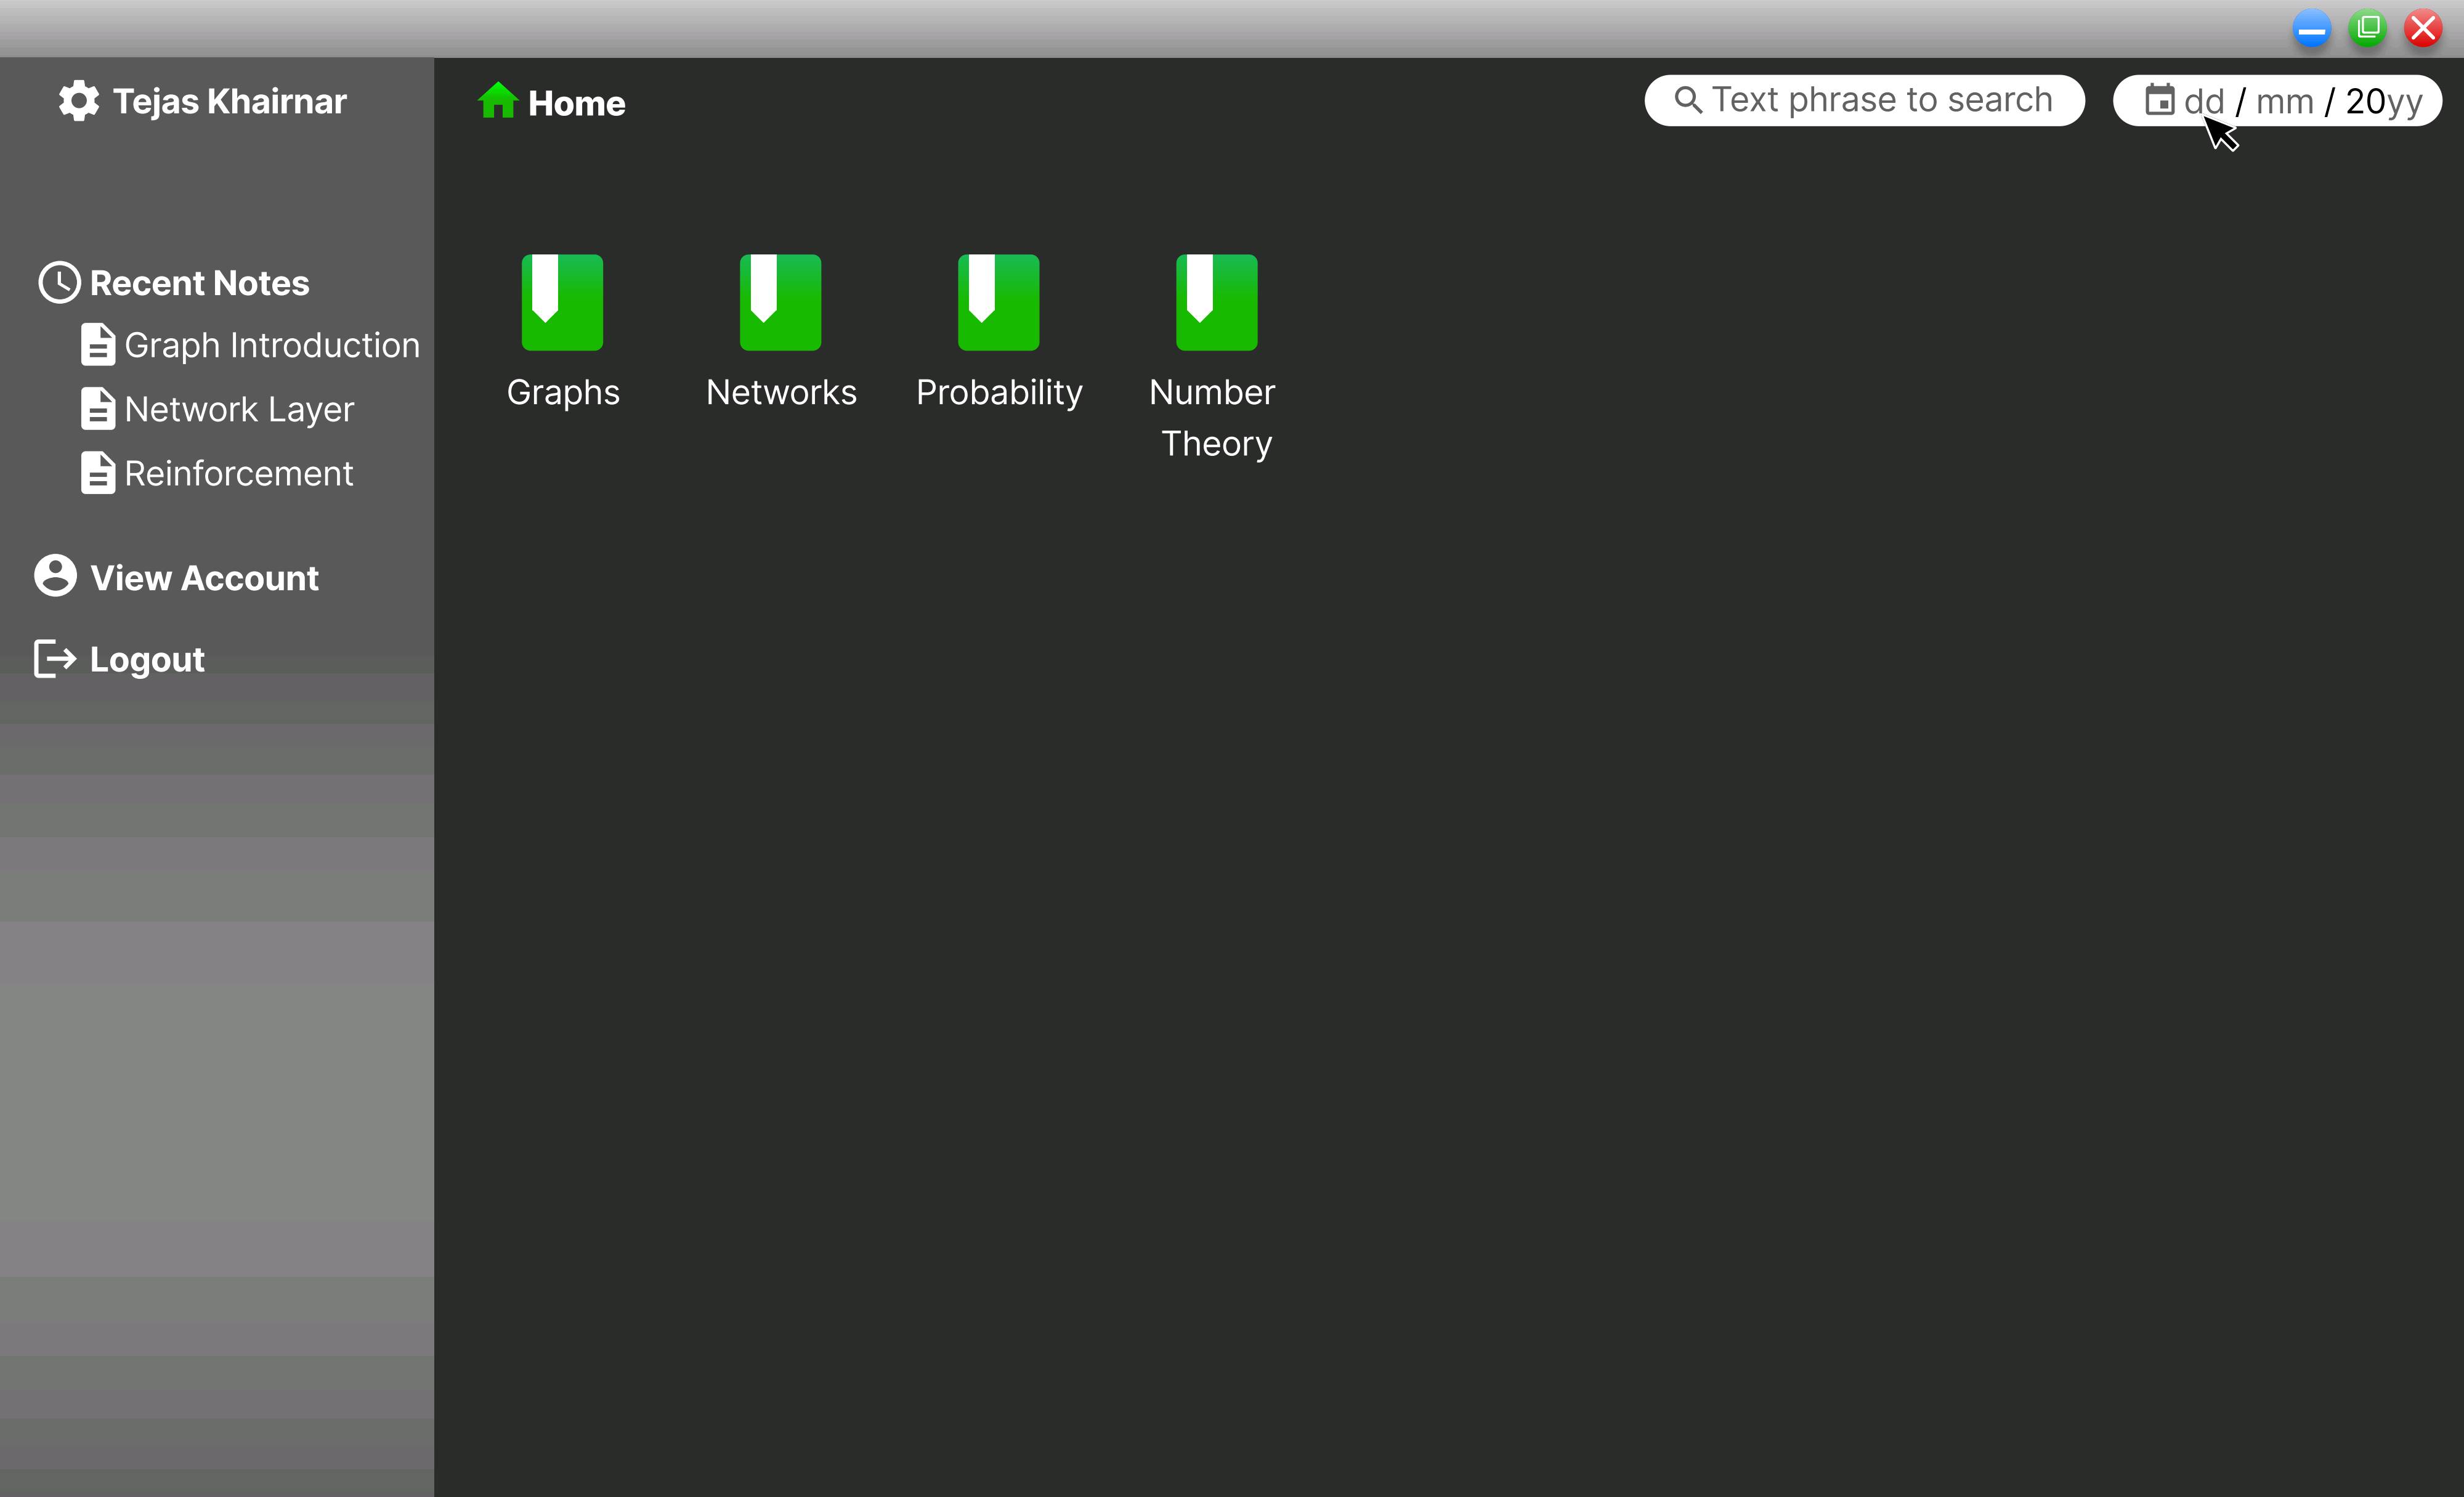 Tejas Khairnar
Recent Notes
Graph Introduction
Network Layer
Reinforcement
View Account
Logout
Home
Text phrase to search
dd / mm / 20yy
Graphs
Networks
Probability
Number
Theory